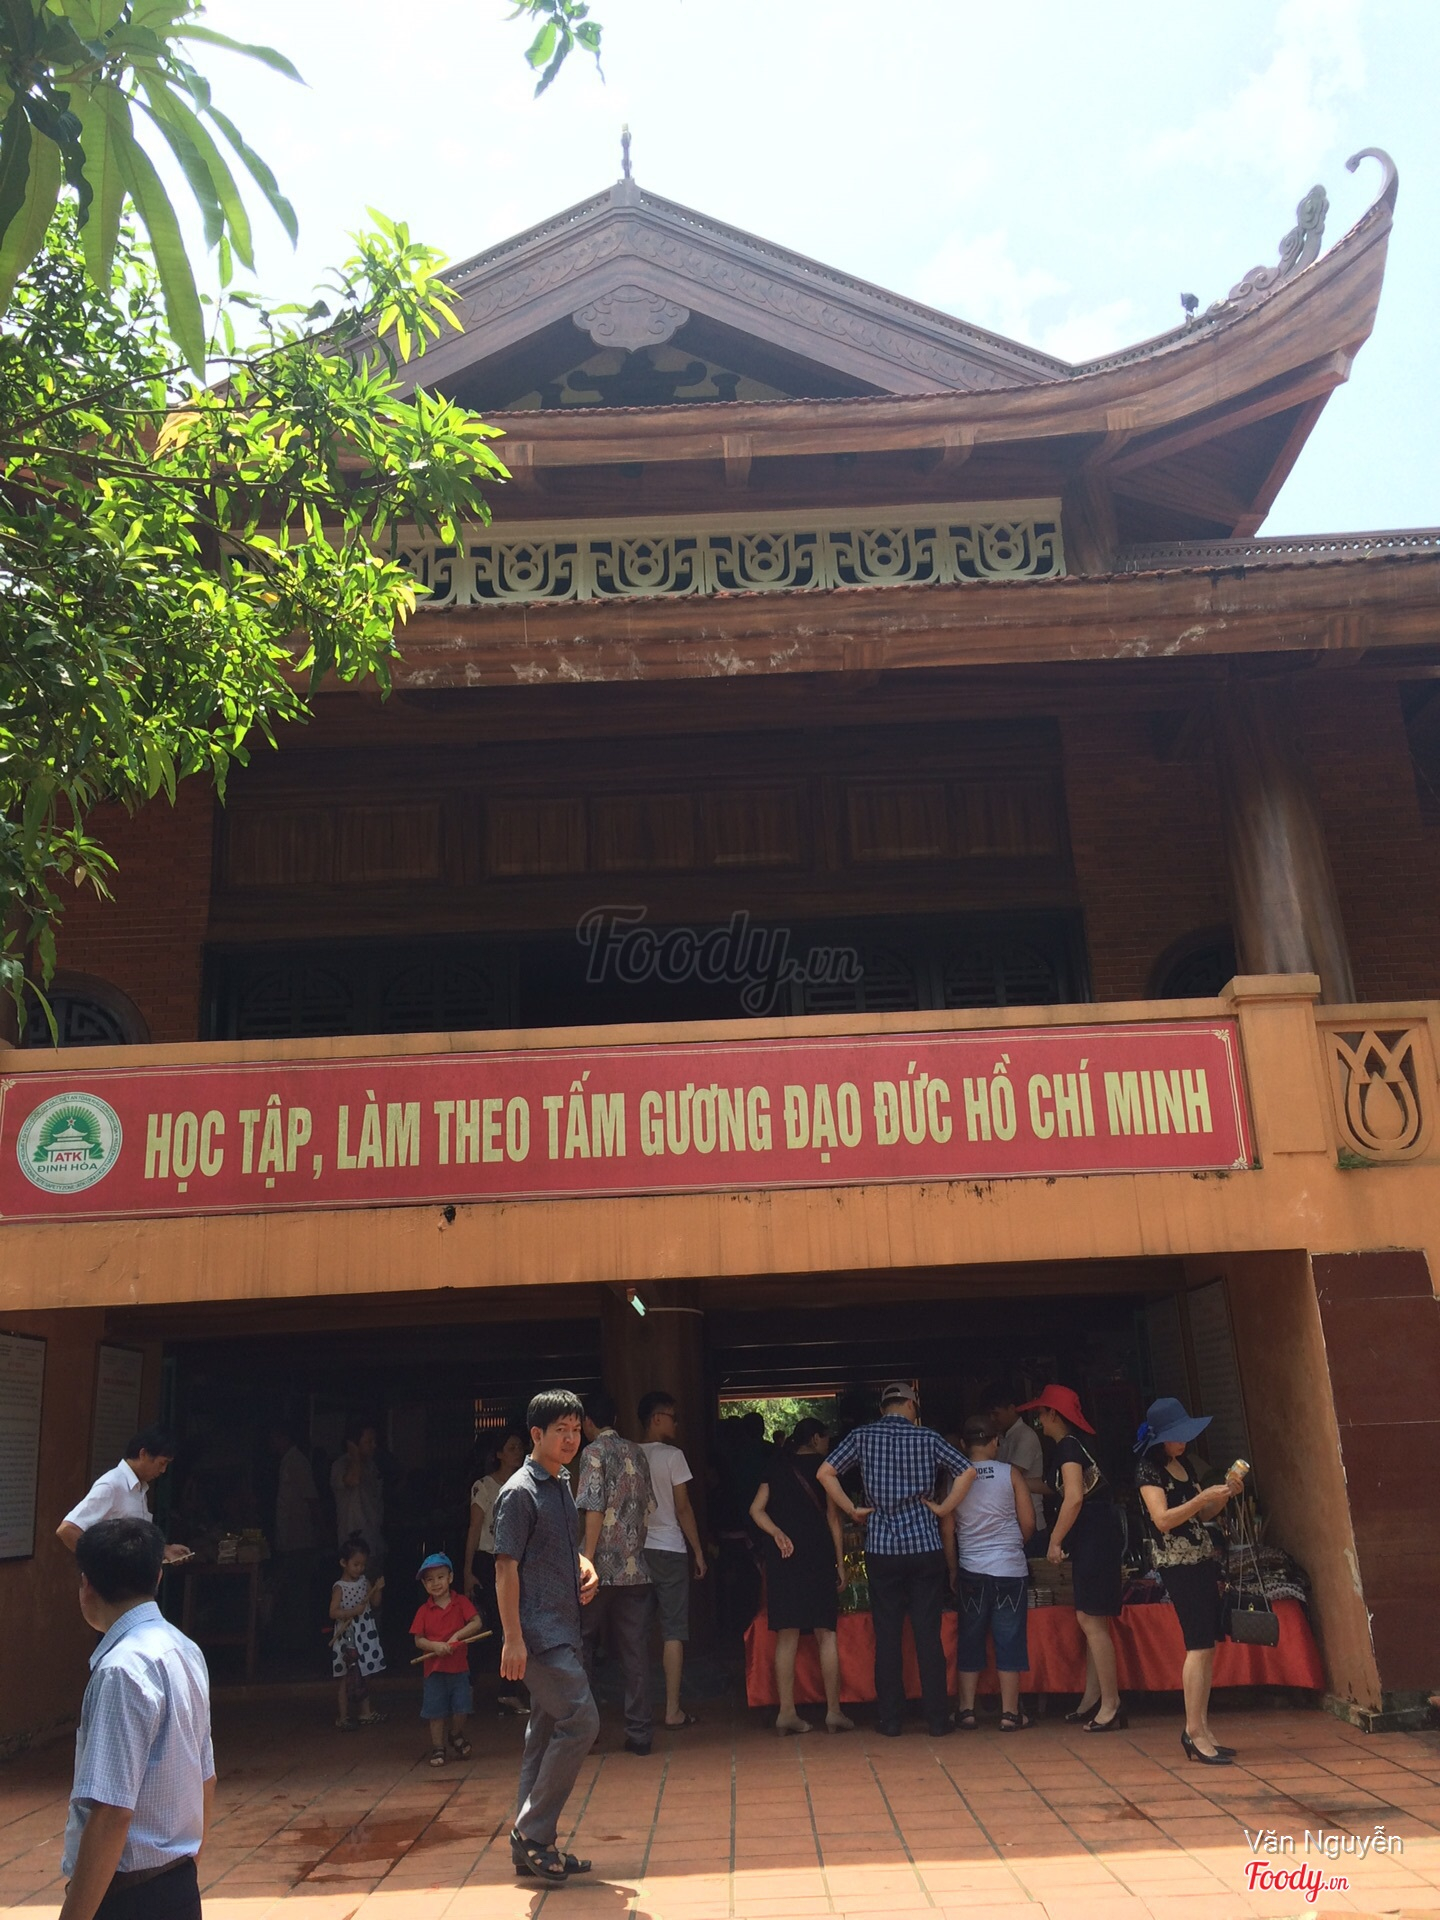 Foody.vn
HỌC TẬP, LÀM THEO TẤM GƯƠNG ĐẠO ĐỨC HỒ CHÍ MINH
ATK
ĐỊNH HÓA
Văn Nguyễn
Foody.vn